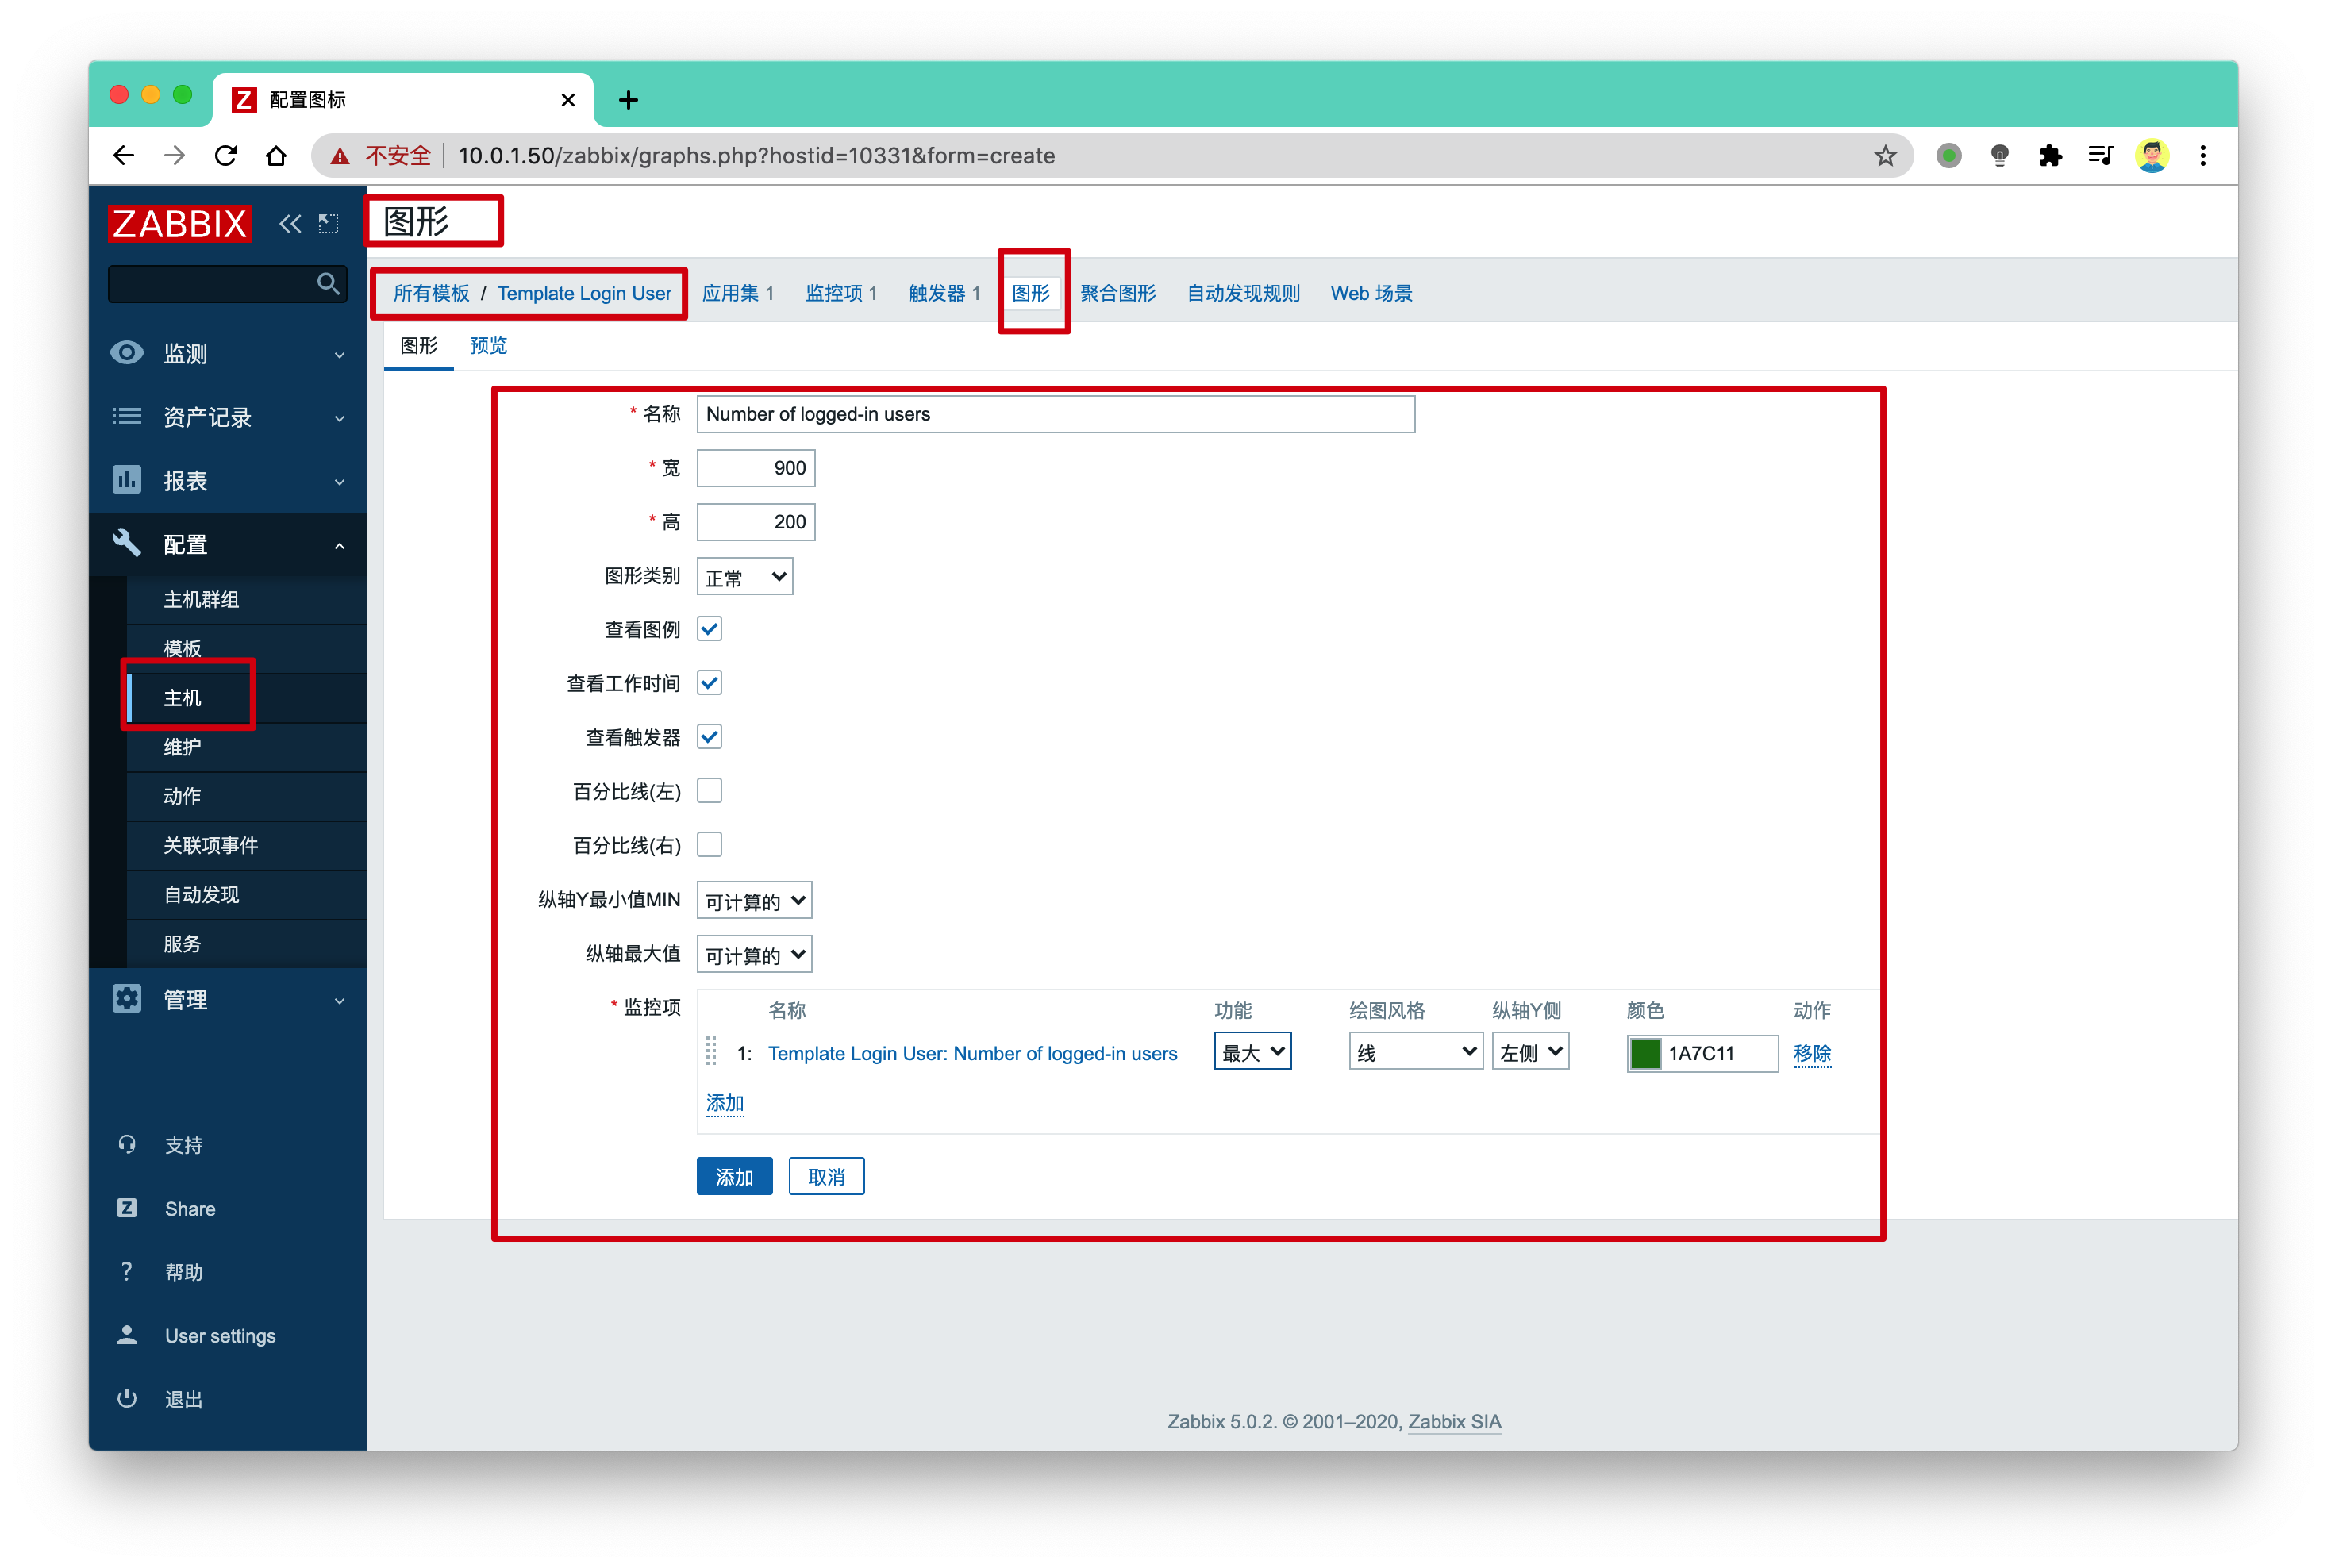 Z 配置图标
不安全 | 10.0.1.50/zabbix/graphs.php?hostid=10331&form=create
ZABBIX
图形
所有模板 / Template Login User 应用集 1 监控项 1 触发器 1 图形 聚合图形 自动发现规则 Web 场景
图形 预览
监测
资产记录
报表
配置
主机群组
模板
主机
维护
动作
关联项事件
自动发现
服务
管理
支持
Z Share
? 帮助
User settings
退出
* 名称 Number of logged-in users
* 宽 900
* 高 200
图形类别 正常
查看图例
查看工作时间
查看触发器
百分比线(左)
百分比线(右)
纵轴Y最小值MIN 可计算的
纵轴最大值 可计算的
* 监控项 名称 功能 绘图风格 纵轴Y侧 颜色 动作
1: Template Login User: Number of logged-in users 最大 线 左侧 1A7C11 移除
添加
添加 取消
Zabbix 5.0.2. © 2001–2020, Zabbix SIA